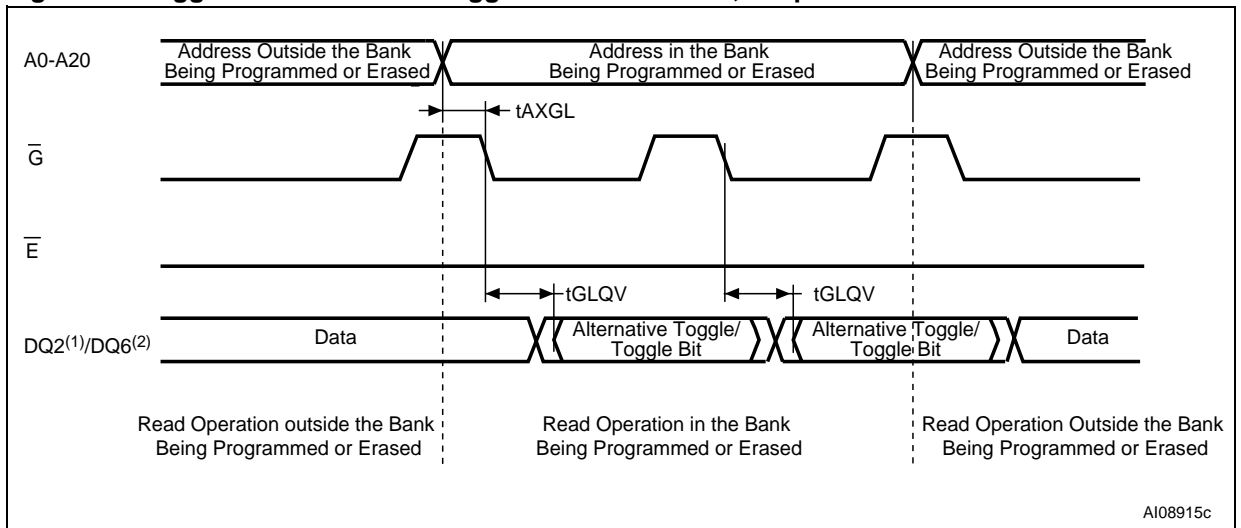 A0-A20
Address Outside the Bank
Being Programmed or Erased
Address in the Bank
Being Programmed or Erased
Address Outside the Bank
Being Programmed or Erased
tAXGL
G
E
tGLQV
tGLQV
DQ2(1)/DQ6(2)
Data
Alternative Toggle/
Toggle Bit
Alternative Toggle/
Toggle Bit
Data
Read Operation outside the Bank
Being Programmed or Erased
Read Operation in the Bank
Being Programmed or Erased
Read Operation Outside the Bank
Being Programmed or Erased
AI08915c